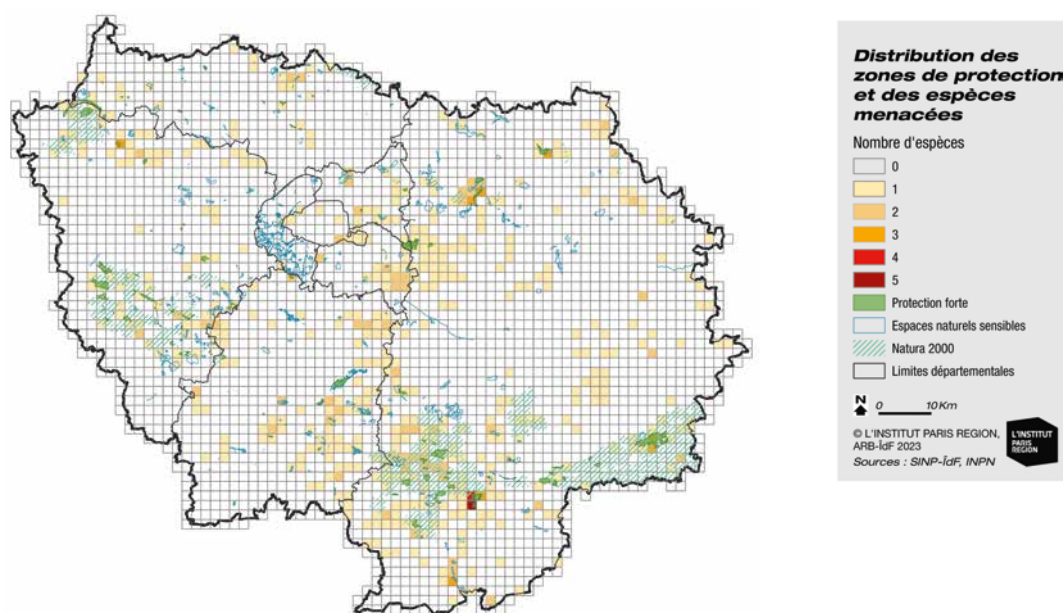 Distribution des
zones de protection
et des espèces
menacées
Nombre d'espèces
0
1
2
3
4
5
Protection forte
Espaces naturels sensibles
Natura 2000
Limites départementales
N
0 10 Km
© L'INSTITUT PARIS REGION,
ARB-ÎdF 2023
Sources : SINP-ÎdF, INPN
L'INSTITUT
PARIS
REGION